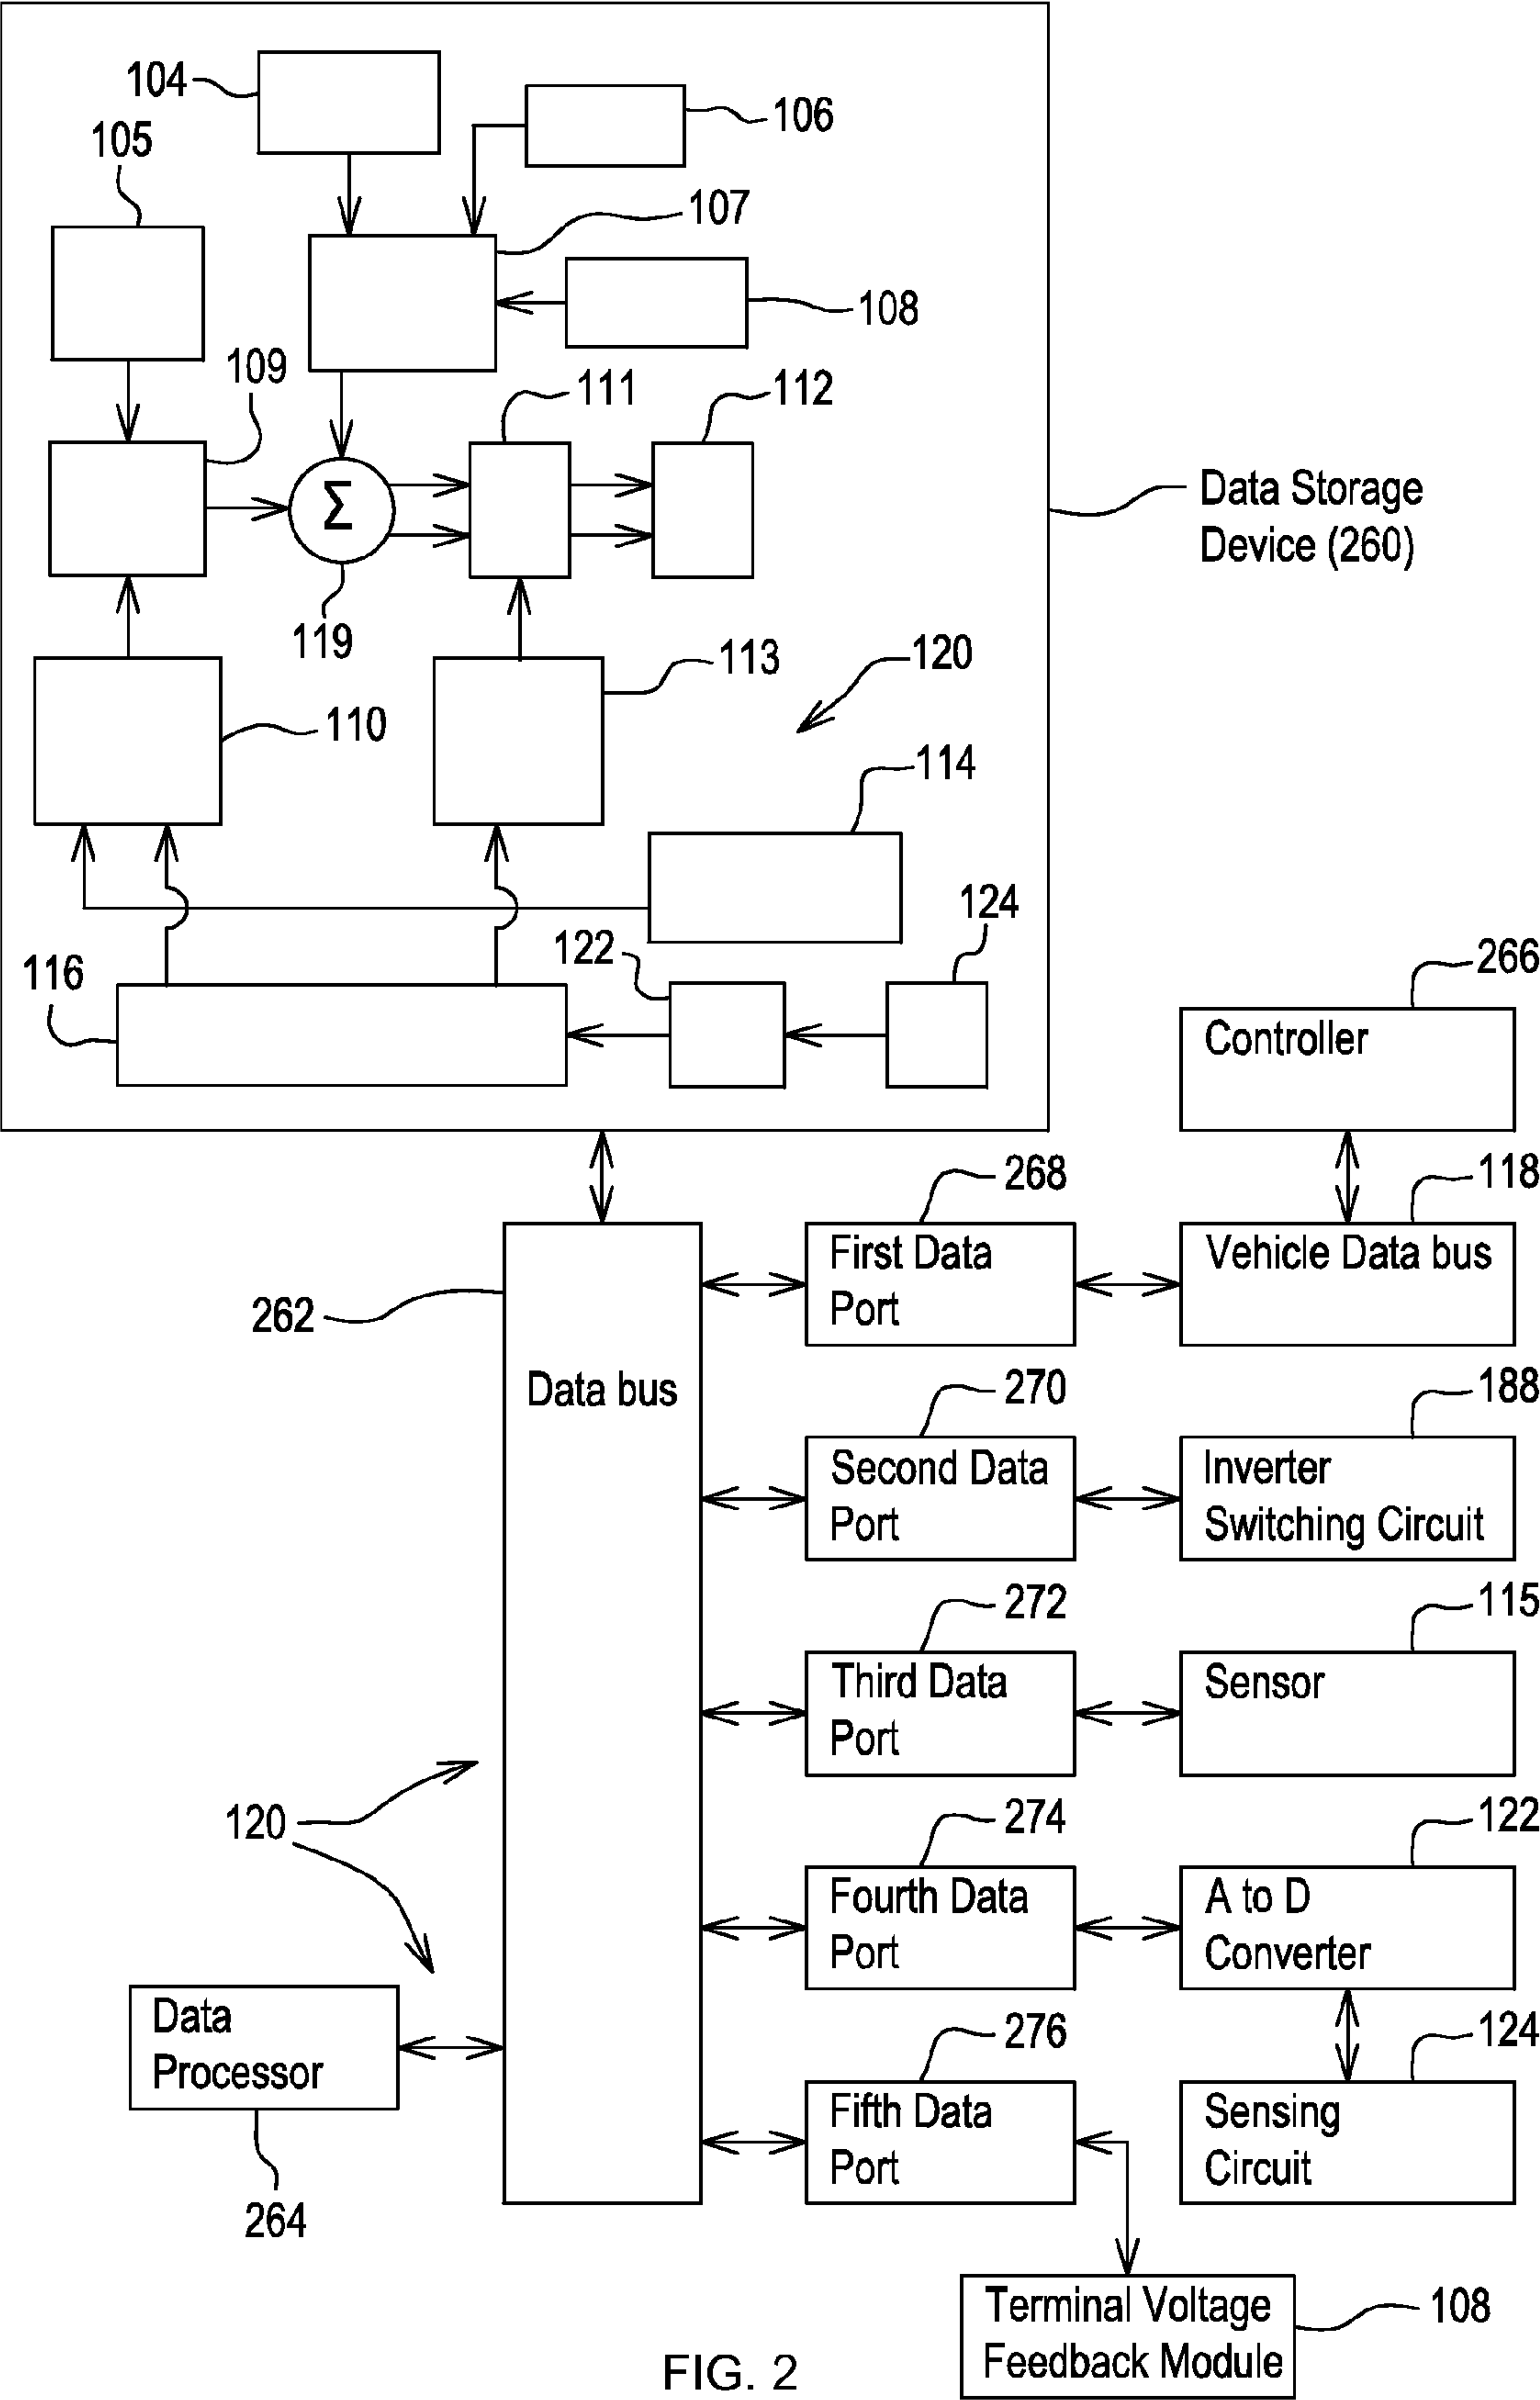 104
106
105
107
108
109
111
112
Σ
Data Storage
Device (260)
119
120
113
110
114
124
122
116
266
Controller
268
118
First Data
Port
Vehicle Data bus
262
Data bus
270
188
Second Data
Port
Inverter
Switching Circuit
272
115
Third Data
Port
Sensor
120
274
122
Fourth Data
Port
A to D
Converter
Data
Processor
276
124
Fifth Data
Port
Sensing
Circuit
264
Terminal Voltage
Feedback Module
108
FIG. 2